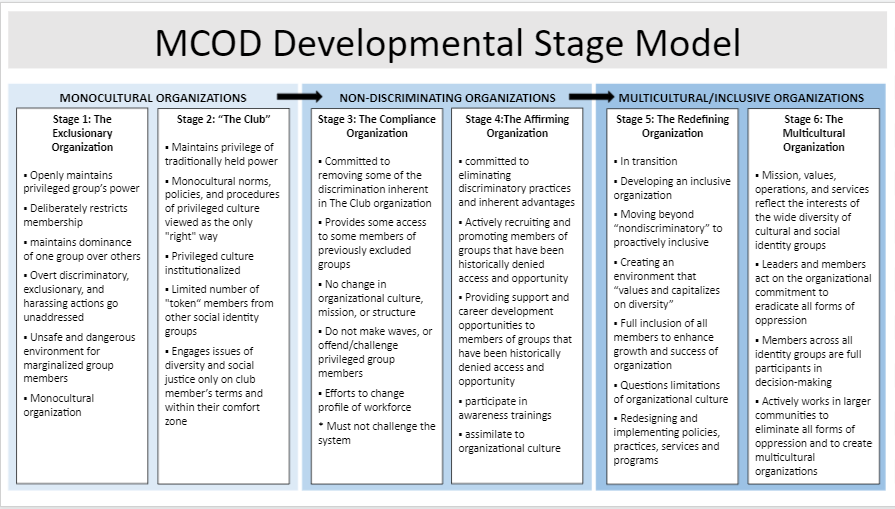 MCOD Developmental Stage Model
MONOCULTURAL ORGANIZATIONS
NON-DISCRIMINATING ORGANIZATIONS
MULTICULTURAL/INCLUSIVE ORGANIZATIONS
Stage 1: The
Exclusionary
Organization
▪ Openly maintains
privileged group's power
▪ Deliberately restricts
membership
▪ maintains dominance
of one group over others
▪ Overt discriminatory,
exclusionary, and
harassing actions go
unaddressed
▪ Unsafe and dangerous
environment for
marginalized group
members
▪ Monocultural
organization
Stage 2: “The Club”
▪ Maintains privilege of
traditionally held power
▪ Monocultural norms,
policies, and procedures
of privileged culture
viewed as the only
"right" way
▪ Privileged culture
institutionalized
▪ Limited number of
"token“ members from
other social identity
groups
▪ Engages issues of
diversity and social
justice only on club
member’s terms and
within their comfort
zone
Stage 3: The Compliance
Organization
▪ Committed to
removing some of the
discrimination inherent
in The Club organization
▪ Provides some access
to some members of
previously excluded
groups
▪ No change in
organizational culture,
mission, or structure
▪ Do not make waves, or
offend/challenge
privileged group
members
▪ Efforts to change
profile of workforce
* Must not challenge the
system
Stage 4:The Affirming
Organization
▪ committed to
eliminating
discriminatory practices
and inherent advantages
▪ Actively recruiting and
promoting members of
groups that have been
historically denied
access and opportunity
▪ Providing support and
career development
opportunities to
members of groups that
have been historically
denied access and
opportunity
▪ participate in
awareness trainings
▪ assimilate to
organizational culture
Stage 5: The Redefining
Organization
▪ In transition
▪ Developing an inclusive
organization
▪ Moving beyond
“nondiscriminatory” to
proactively inclusive
▪ Creating an
environment that
“values and capitalizes
on diversity”
▪ Full inclusion of all
members to enhance
growth and success of
organization
▪ Questions limitations
of organizational culture
▪ Redesigning and
implementing policies,
practices, services and
programs
Stage 6: The
Multicultural
Organization
▪ Mission, values,
operations, and services
reflect the interests of
the wide diversity of
cultural and social
identity groups
▪ Leaders and members
act on the organizational
commitment to
eradicate all forms of
oppression
▪ Members across all
identity groups are full
participants in
decision-making
▪ Actively works in larger
communities to
eliminate all forms of
oppression and to create
multicultural
organizations